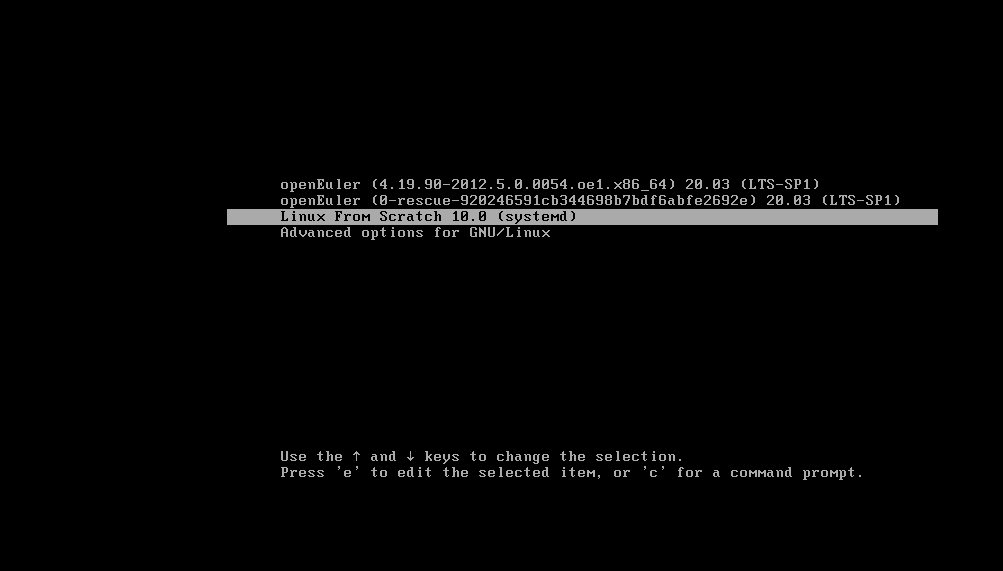 openEuler (4.19.90-2012.5.0.0054.oe1.x86_64) 20.03 (LTS-SP1)
openEuler (0-rescue-920246591cb344698b7bdf6abfe2692e) 20.03 (LTS-SP1)
Linux From Scratch 10.0 (systemd)
Advanced options for GNU/Linux
Use the ↑ and ↓ keys to change the selection.
Press 'e' to edit the selected item, or 'c' for a command prompt.